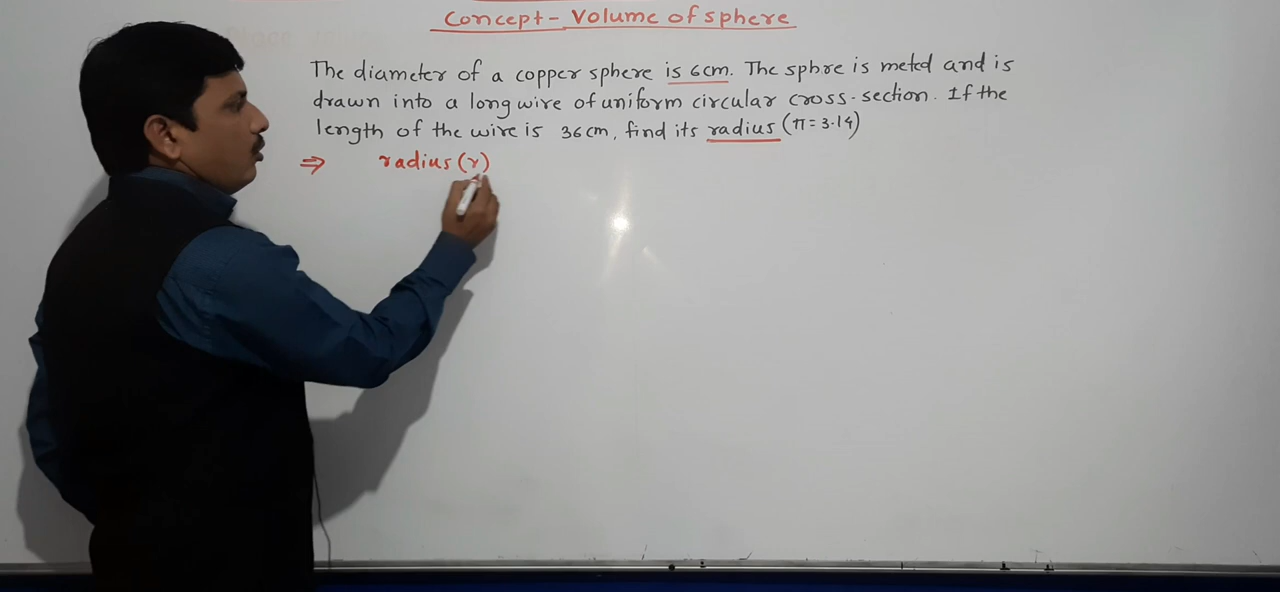 Concept - Volume of sphere
The diameter of a copper sphere is 6cm. The sphre is meted and is
drawn into a long wire of uniform circular cross-section. If the
length of the wire is 36cm, find its radius (π = 3.14)
⇒ radius (r)